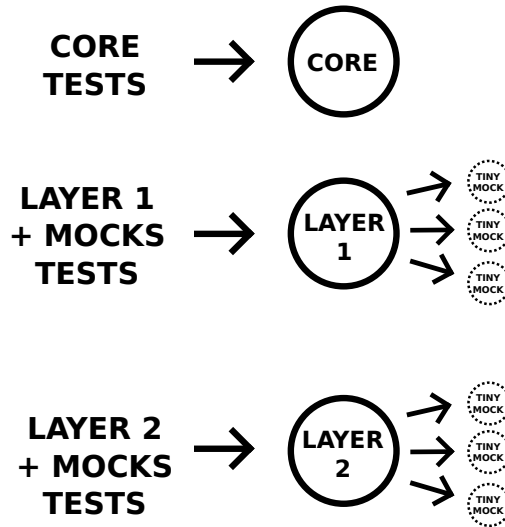 CORE
TESTS
CORE
LAYER 1
+ MOCKS
TESTS
LAYER
1
TINY
MOCK
TINY
MOCK
TINY
MOCK
LAYER 2
+ MOCKS
TESTS
LAYER
2
TINY
MOCK
TINY
MOCK
TINY
MOCK